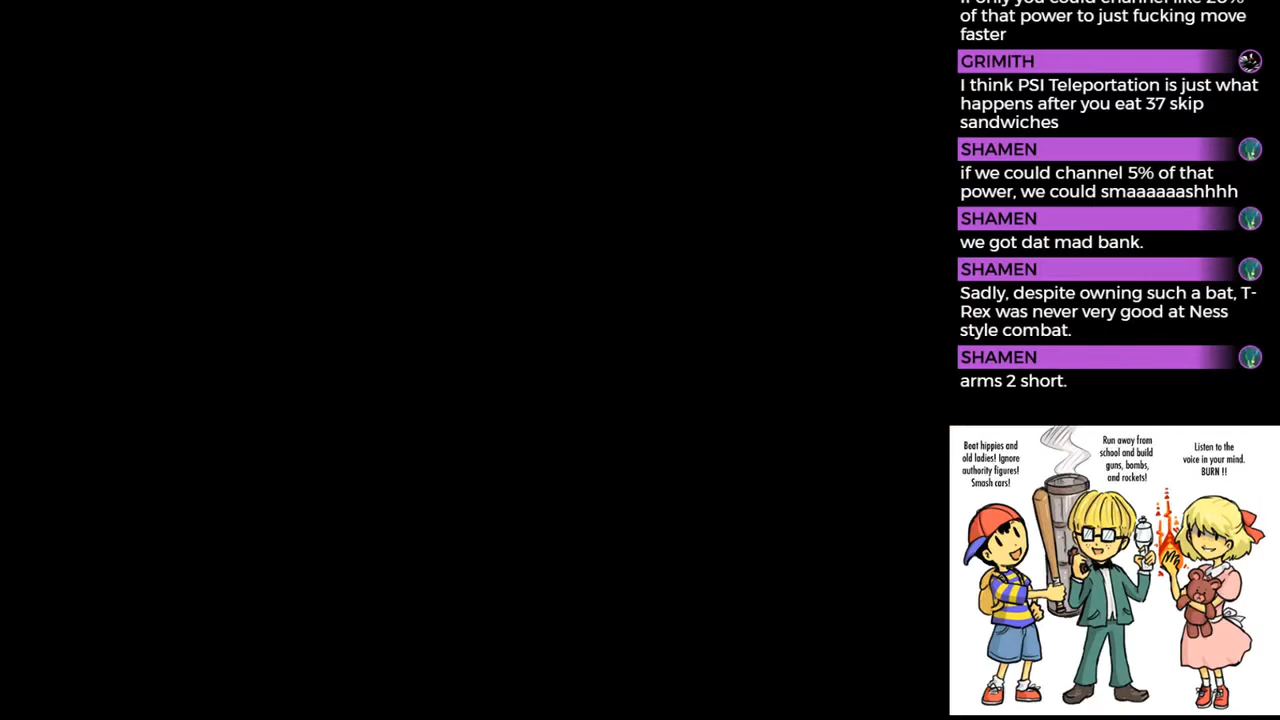 of that power to just fucking move
faster
GRIMITH
I think PSI Teleportation is just what
happens after you eat 37 skip
sandwiches
SHAMEN
if we could channel 5% of that
power, we could smaaaaaashhhh
SHAMEN
we got dat mad bank.
SHAMEN
Sadly, despite owning such a bat, T-
Rex was never very good at Ness
style combat.
SHAMEN
arms 2 short.
Beat hippies and
old ladies! Ignore
authority figures!
Smash cars!
Run away from
school and build
guns, bombs,
and rockets!
Listen to the
voice in your mind.
BURN !!